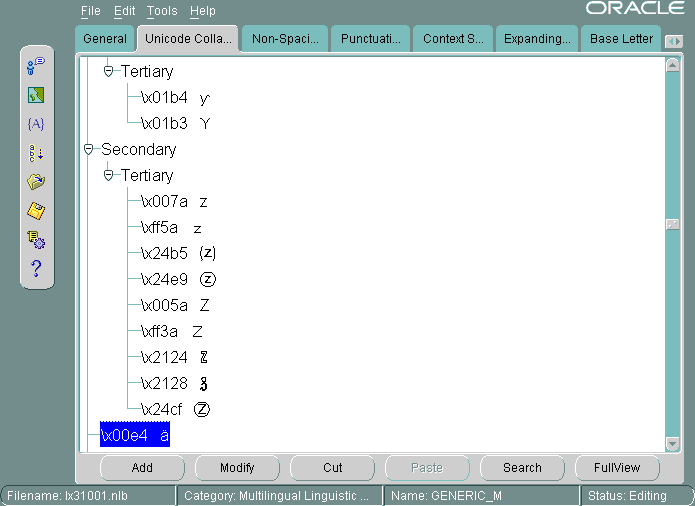 File Edit Tools Help
ORACLE
General Unicode Colla... Non-Spaci... Punctuati... Context S... Expanding... Base Letter
Tertiary
\x01b4 ƴ
\x01b3 Ƴ
Secondary
Tertiary
\x007a z
\xff5a ｚ
\x24b5 ⒵
\x24e9 ⓩ
\x005a Z
\xff3a Ｚ
\x2124 ℤ
\x2128 ℨ
\x24cf Ⓩ
\x00e4 ä
{A}
a
b
c
?
Add Modify Cut Paste Search FullView
Filename: lx31001.nlb Category: Multilingual Linguistic ... Name: GENERIC_M Status: Editing